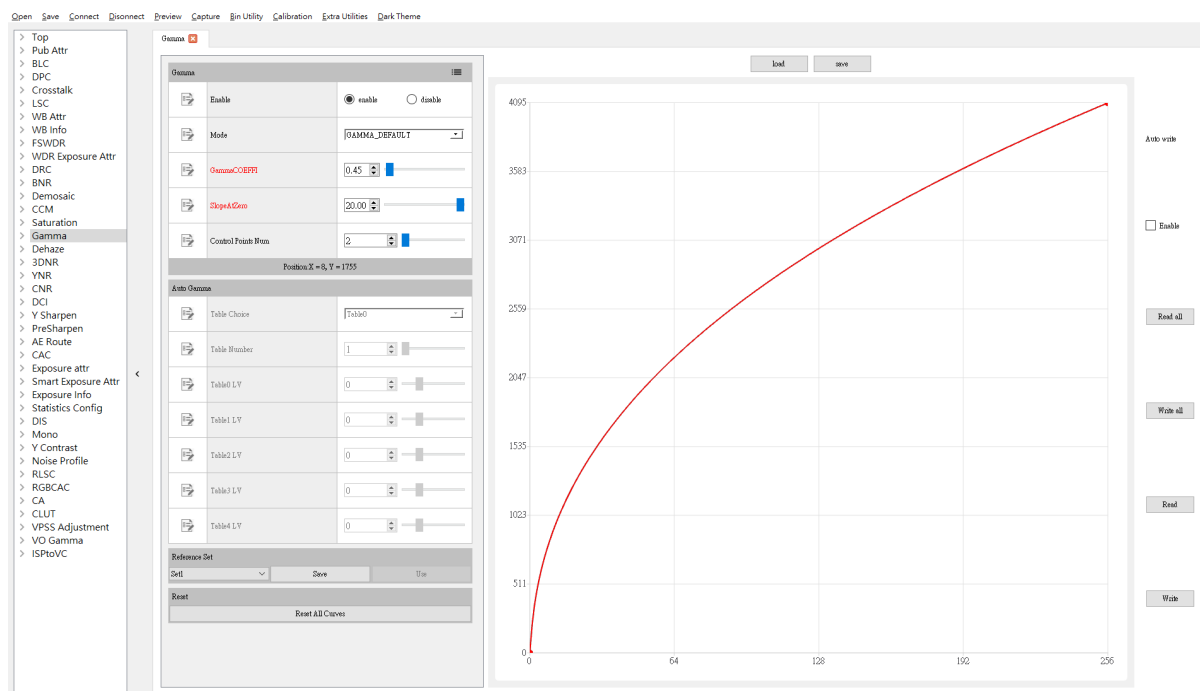 Open Save Connect Disonnect Preview Capture Bin Utility Calibration Extra Utilities Dark Theme
Top
Pub Attr
BLC
DPC
Crosstalk
LSC
WB Attr
WB Info
FSWDR
WDR Exposure Attr
DRC
BNR
Demosaic
CCM
Saturation
Gamma
Dehaze
3DNR
YNR
CNR
DCI
Y Sharpen
PreSharpen
AE Route
CAC
Exposure attr
Smart Exposure Attr
Exposure Info
Statistics Config
DIS
Mono
Y Contrast
Noise Profile
RLSC
RGBCAC
CA
CLUT
VPSS Adjustment
VO Gamma
ISPtoVC
Gamma
Gamma
Enable enable disable
Mode GAMMA_DEFAULT
GammaCOEFFI 0.45
SlopeAtZero 20.00
Control Points Num 2
Position:X = 8, Y = 1755
Auto Gamma
Table Choice Table0
Table Number 1
Table0 LV 0
Table1 LV 0
Table2 LV 0
Table3 LV 0
Table4 LV 0
Reference Set
Set1 Save Use
Reset
Reset All Curves
load save
4095
3583
3071
2559
2047
1535
1023
511
0
0 64 128 192 256
Auto write
Enable
Read all
Write all
Read
Write